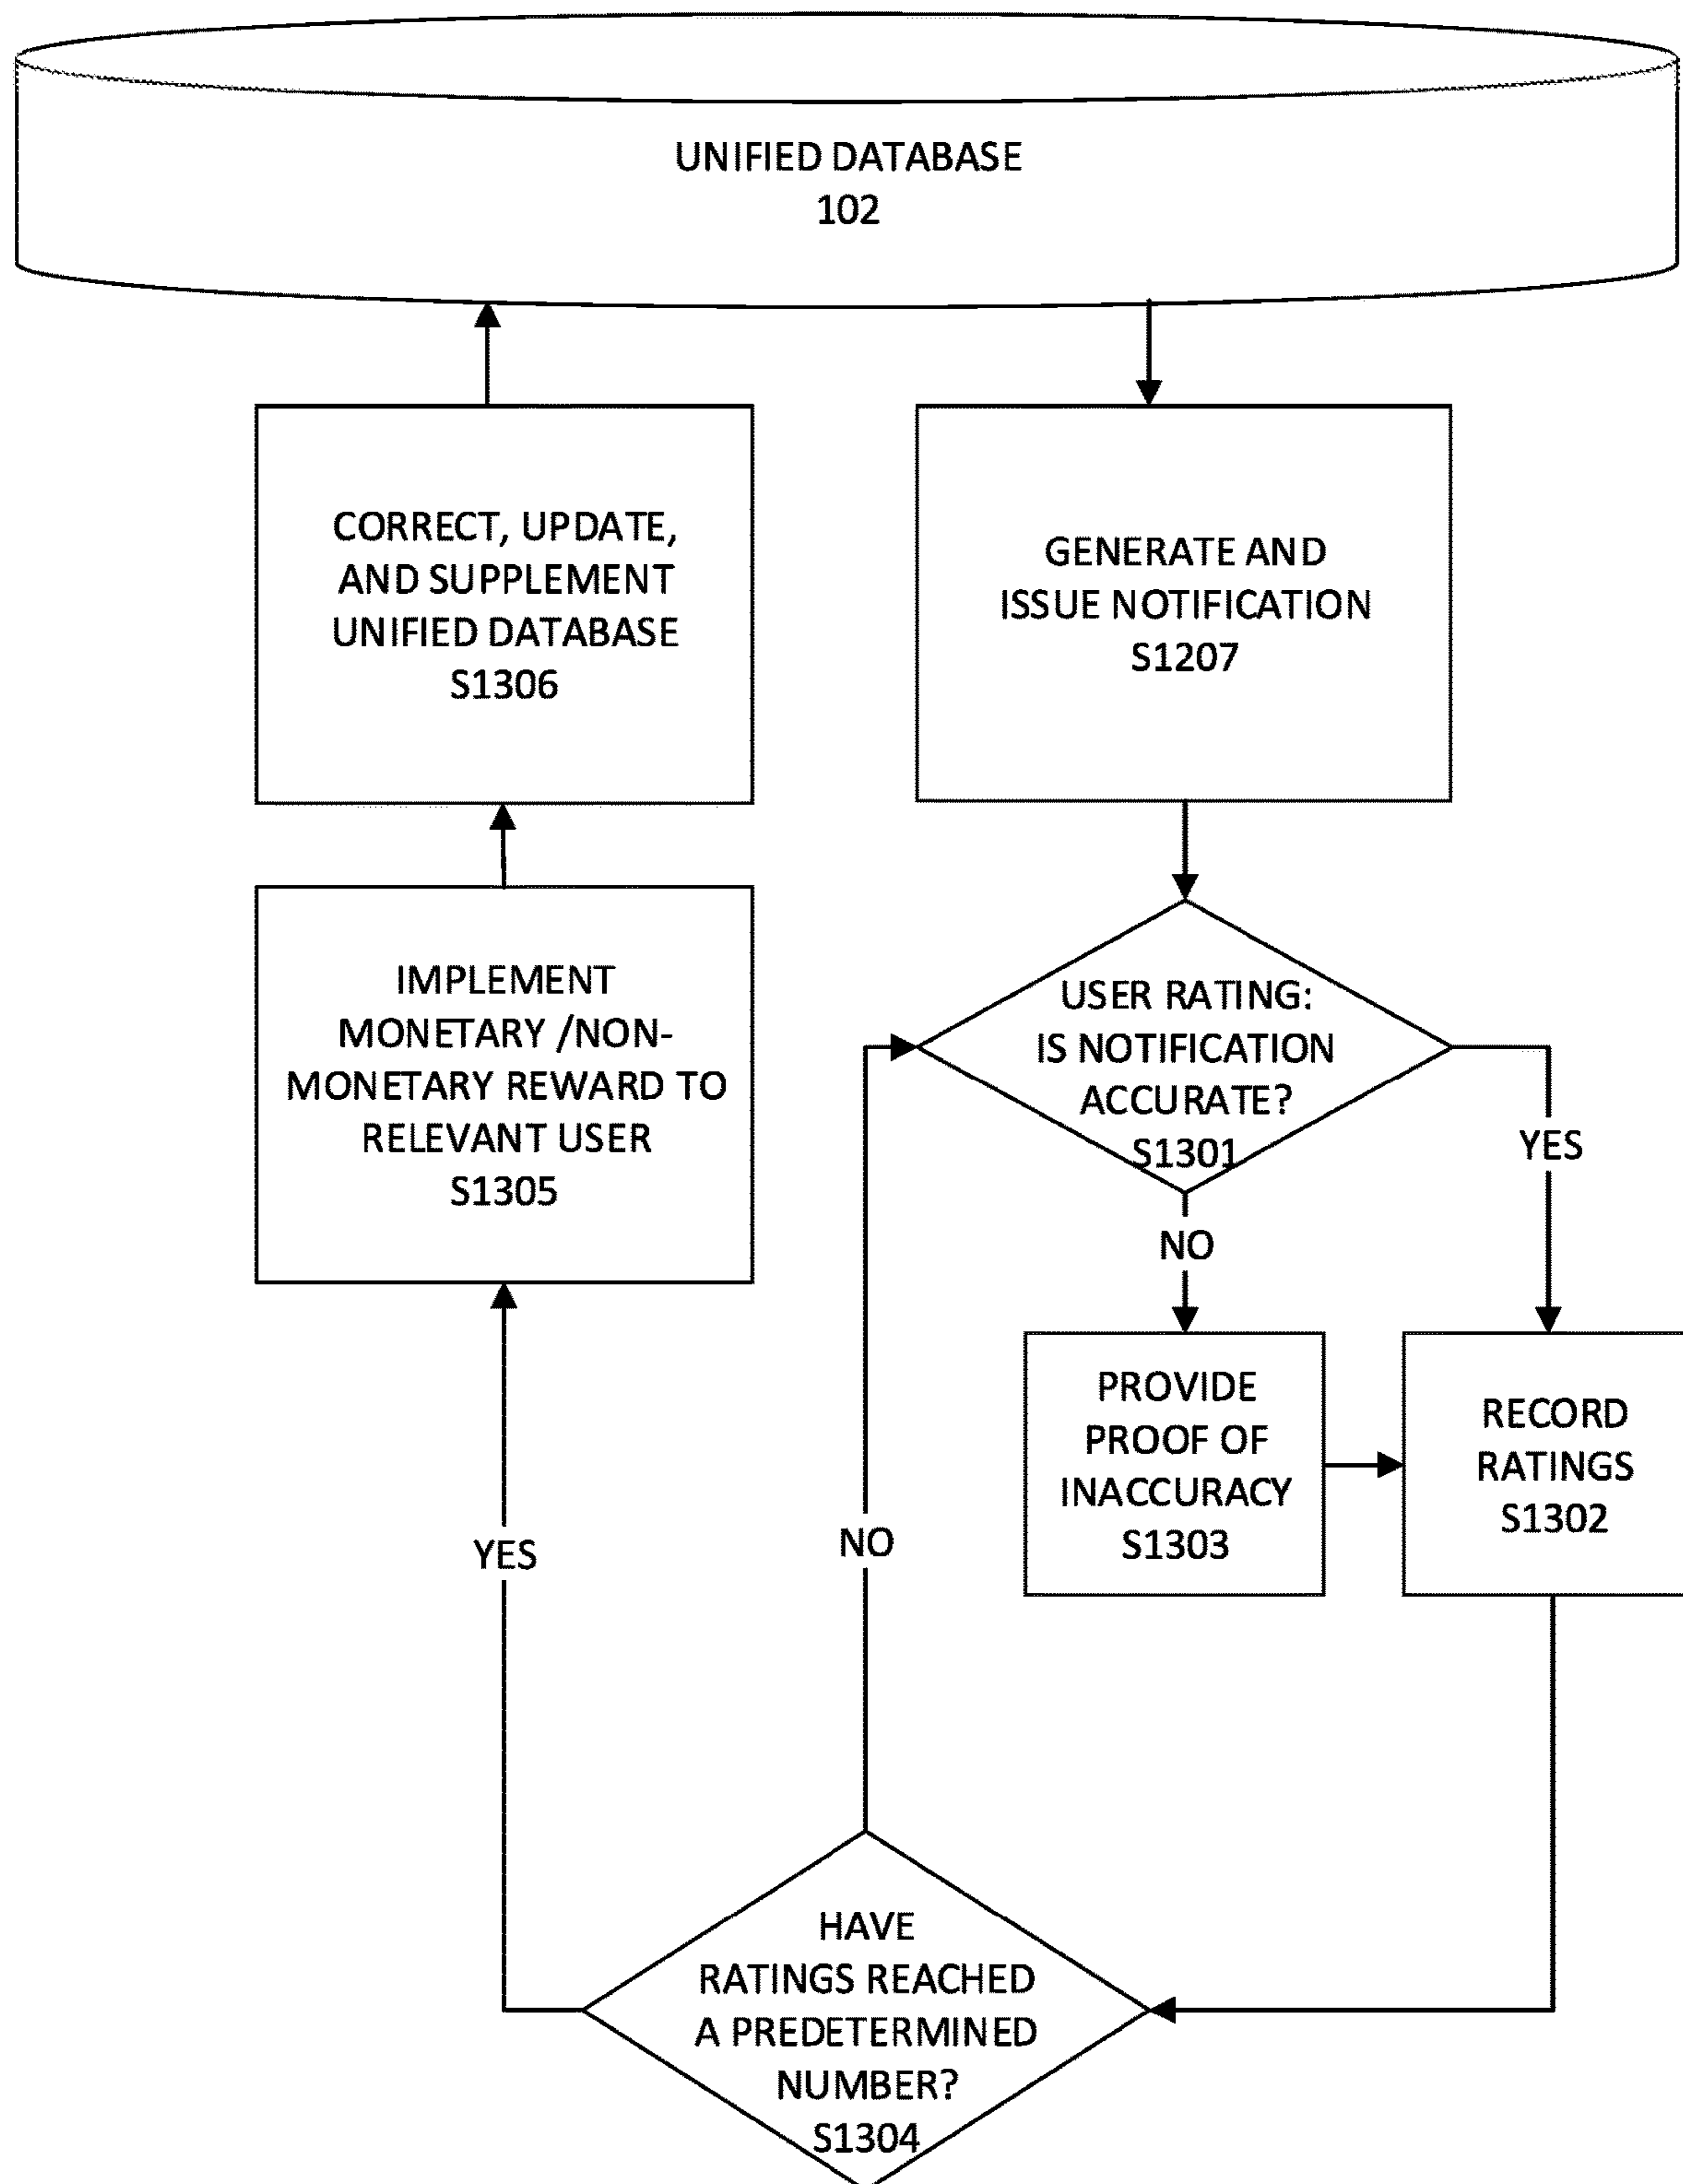 UNIFIED DATABASE
102
CORRECT, UPDATE,
AND SUPPLEMENT
UNIFIED DATABASE
S1306
GENERATE AND
ISSUE NOTIFICATION
S1207
IMPLEMENT
MONETARY /NON-
MONETARY REWARD TO
RELEVANT USER
S1305
USER RATING:
IS NOTIFICATION
ACCURATE?
S1301
YES
NO
PROVIDE
PROOF OF
INACCURACY
S1303
RECORD
RATINGS
S1302
YES
NO
HAVE
RATINGS REACHED
A PREDETERMINED
NUMBER?
S1304